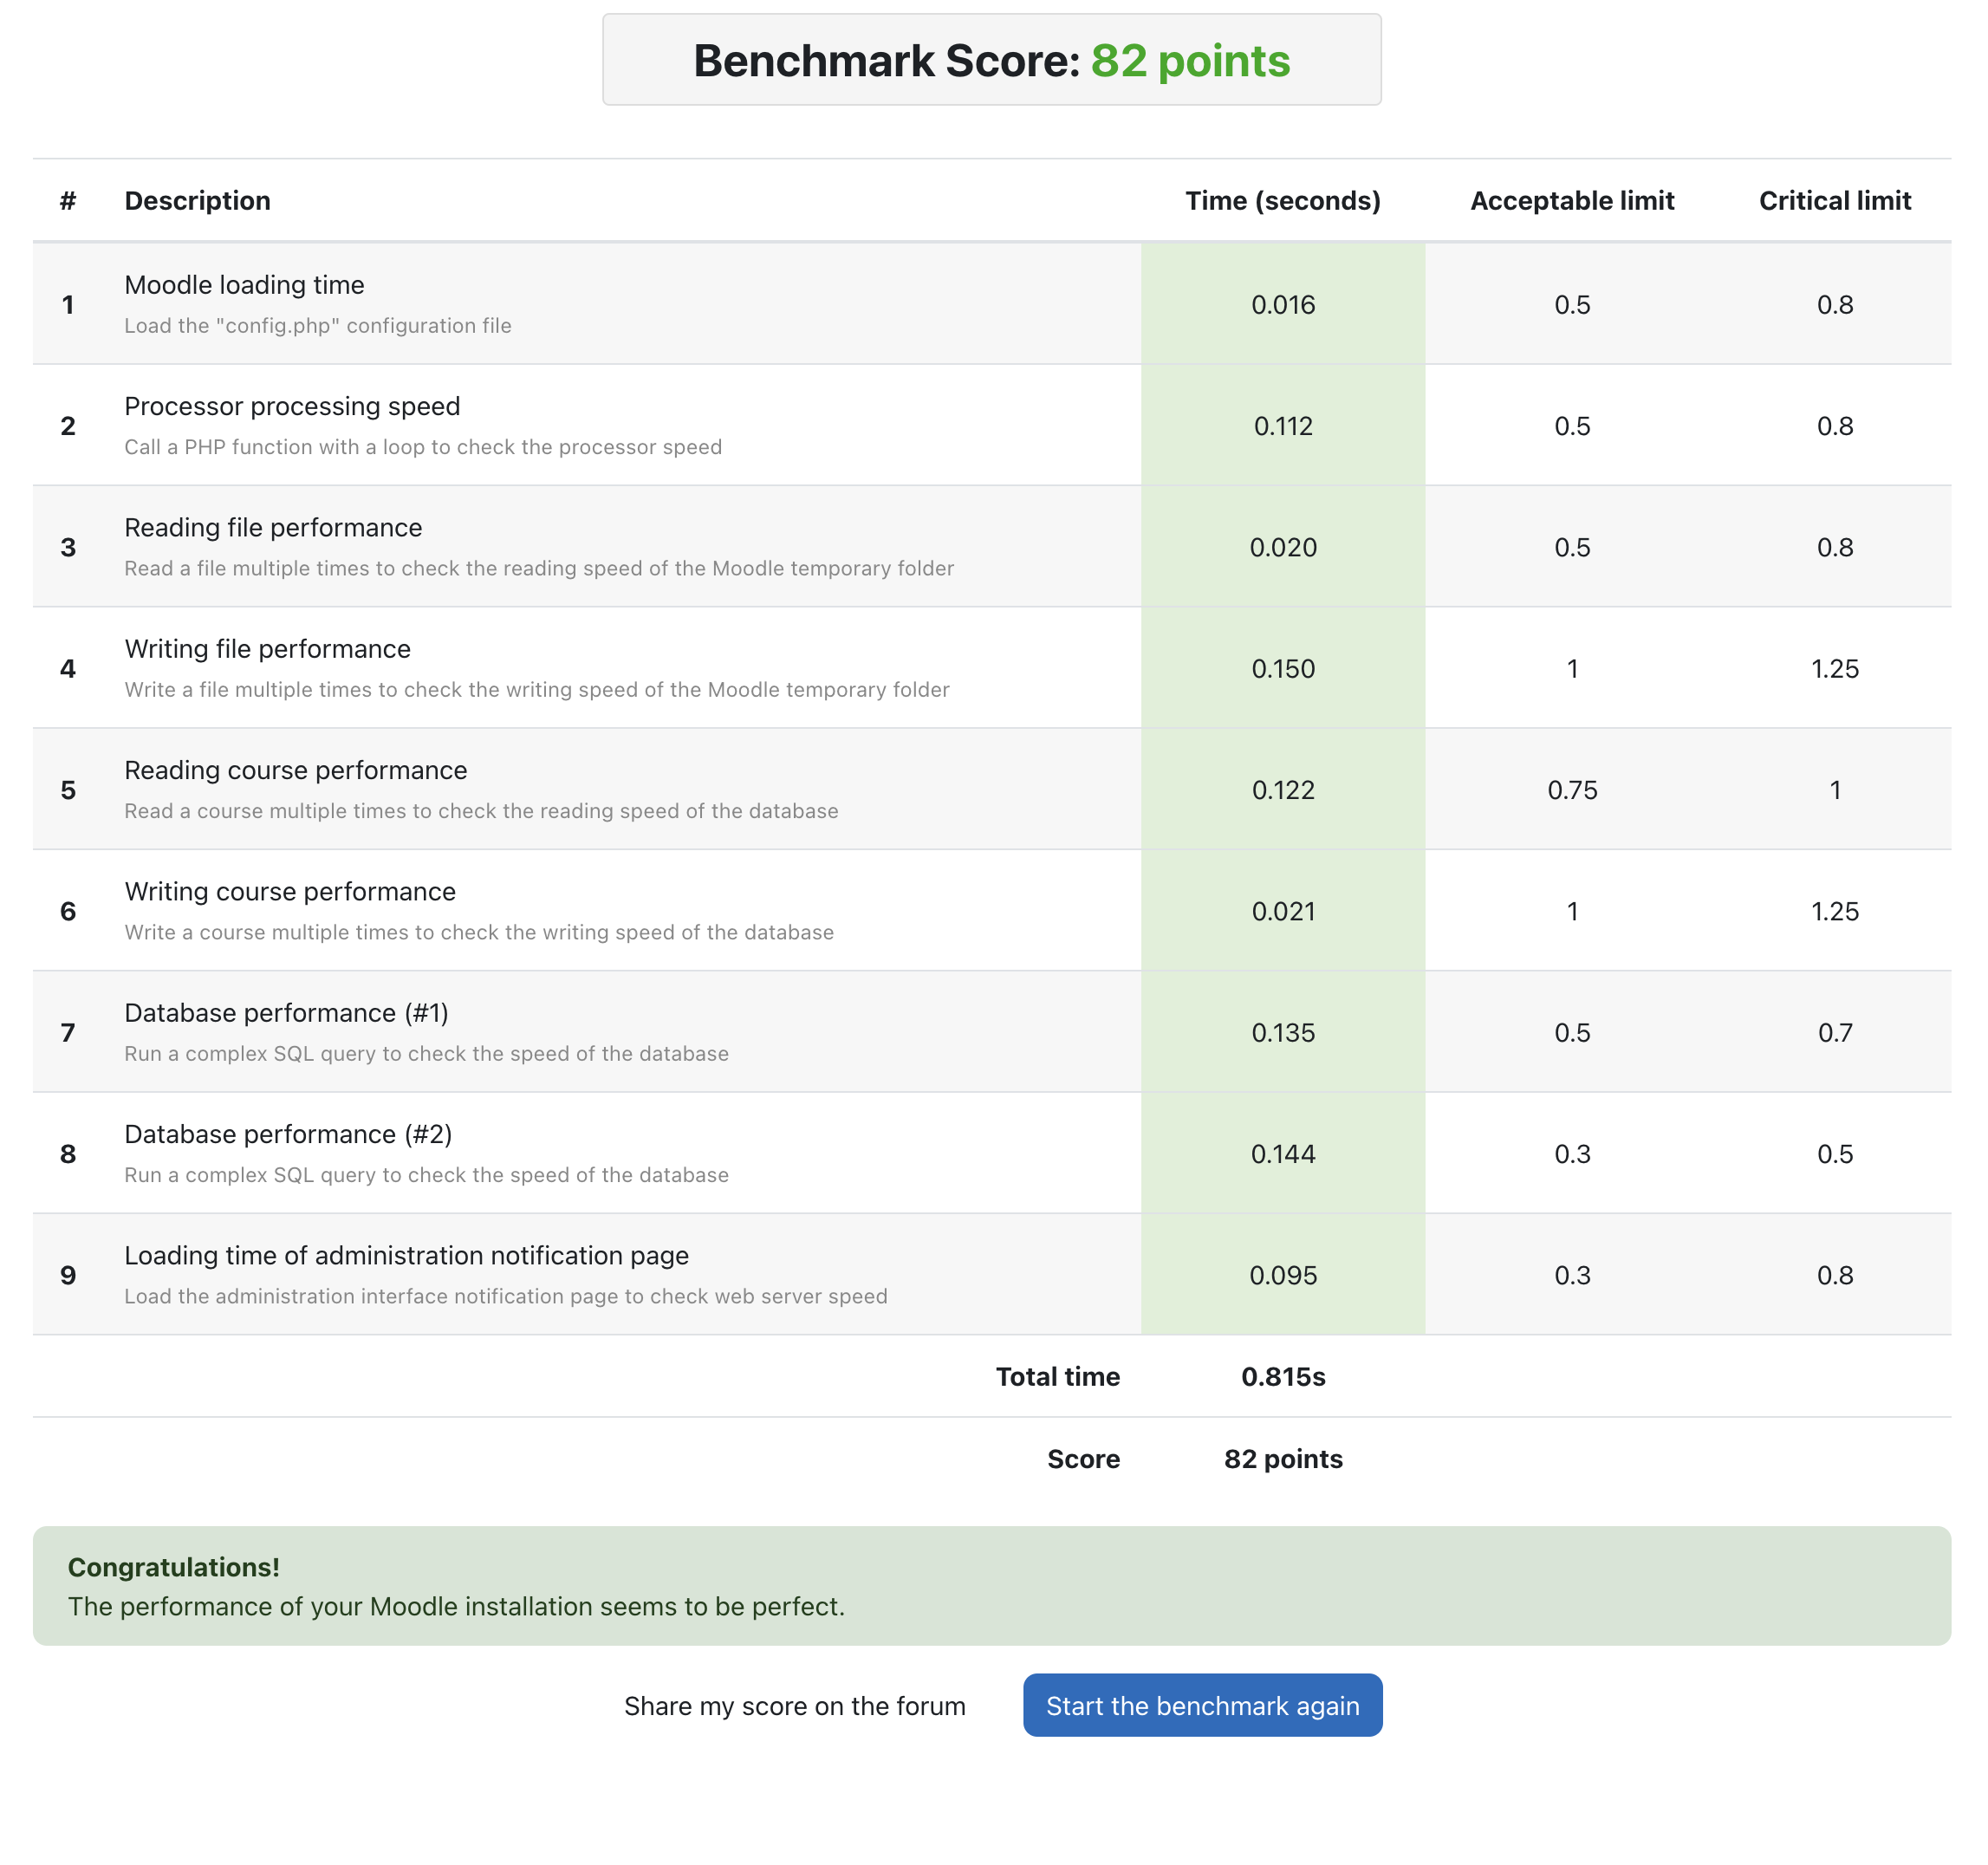 Benchmark Score: 82 points
# Description Time (seconds) Acceptable limit Critical limit
1 Moodle loading time 0.016 0.5 0.8
Load the "config.php" configuration file
2 Processor processing speed 0.112 0.5 0.8
Call a PHP function with a loop to check the processor speed
3 Reading file performance 0.020 0.5 0.8
Read a file multiple times to check the reading speed of the Moodle temporary folder
4 Writing file performance 0.150 1 1.25
Write a file multiple times to check the writing speed of the Moodle temporary folder
5 Reading course performance 0.122 0.75 1
Read a course multiple times to check the reading speed of the database
6 Writing course performance 0.021 1 1.25
Write a course multiple times to check the writing speed of the database
7 Database performance (#1) 0.135 0.5 0.7
Run a complex SQL query to check the speed of the database
8 Database performance (#2) 0.144 0.3 0.5
Run a complex SQL query to check the speed of the database
9 Loading time of administration notification page 0.095 0.3 0.8
Load the administration interface notification page to check web server speed
Total time 0.815s
Score 82 points
Congratulations!
The performance of your Moodle installation seems to be perfect.
Share my score on the forum Start the benchmark again